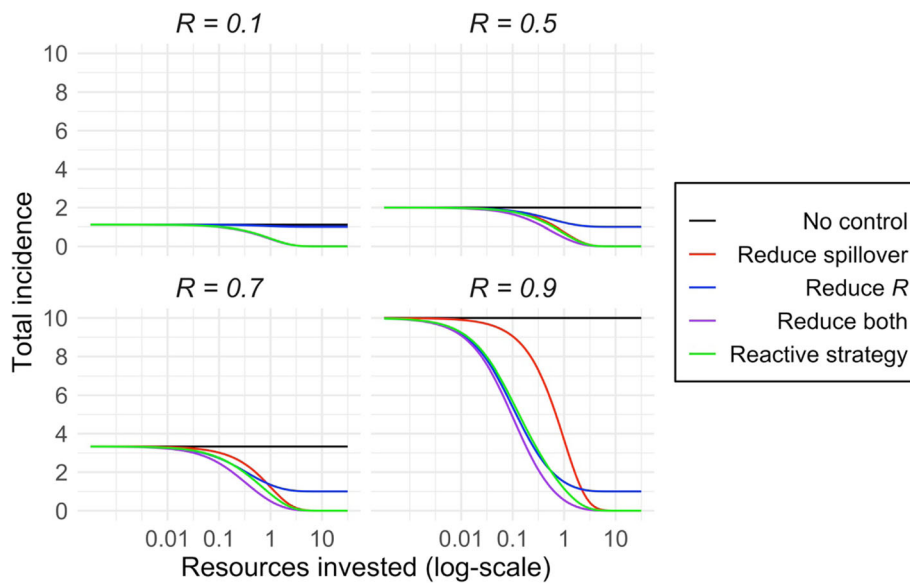 R = 0.1
R = 0.5
10
8
6
4
2
0
R = 0.7
R = 0.9
10
8
6
4
2
0
0.01 0.1 1 10
0.01 0.1 1 10
Total incidence
Resources invested (log-scale)
No control
Reduce spillover
Reduce R
Reduce both
Reactive strategy